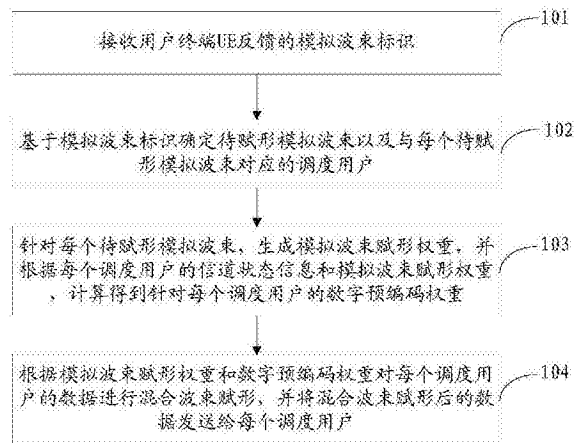 接收用户终端UE反馈的模拟波束标识
101
基于模拟波束标识确定待赋形模拟波束以及与每个待赋
形模拟波束对应的调度用户
102
针对每个待赋形模拟波束，生成模拟波束赋形权重，并
根据每个调度用户的信道状态信息和模拟波束赋形权重
、计算得到针对每个调度用户的数字预编码权重
103
根据模拟波束赋形权重和数字预编码权重对每个调度用
户的数据进行混合波束赋形，并将混合波束赋形后的数
据发送给每个调度用户
104